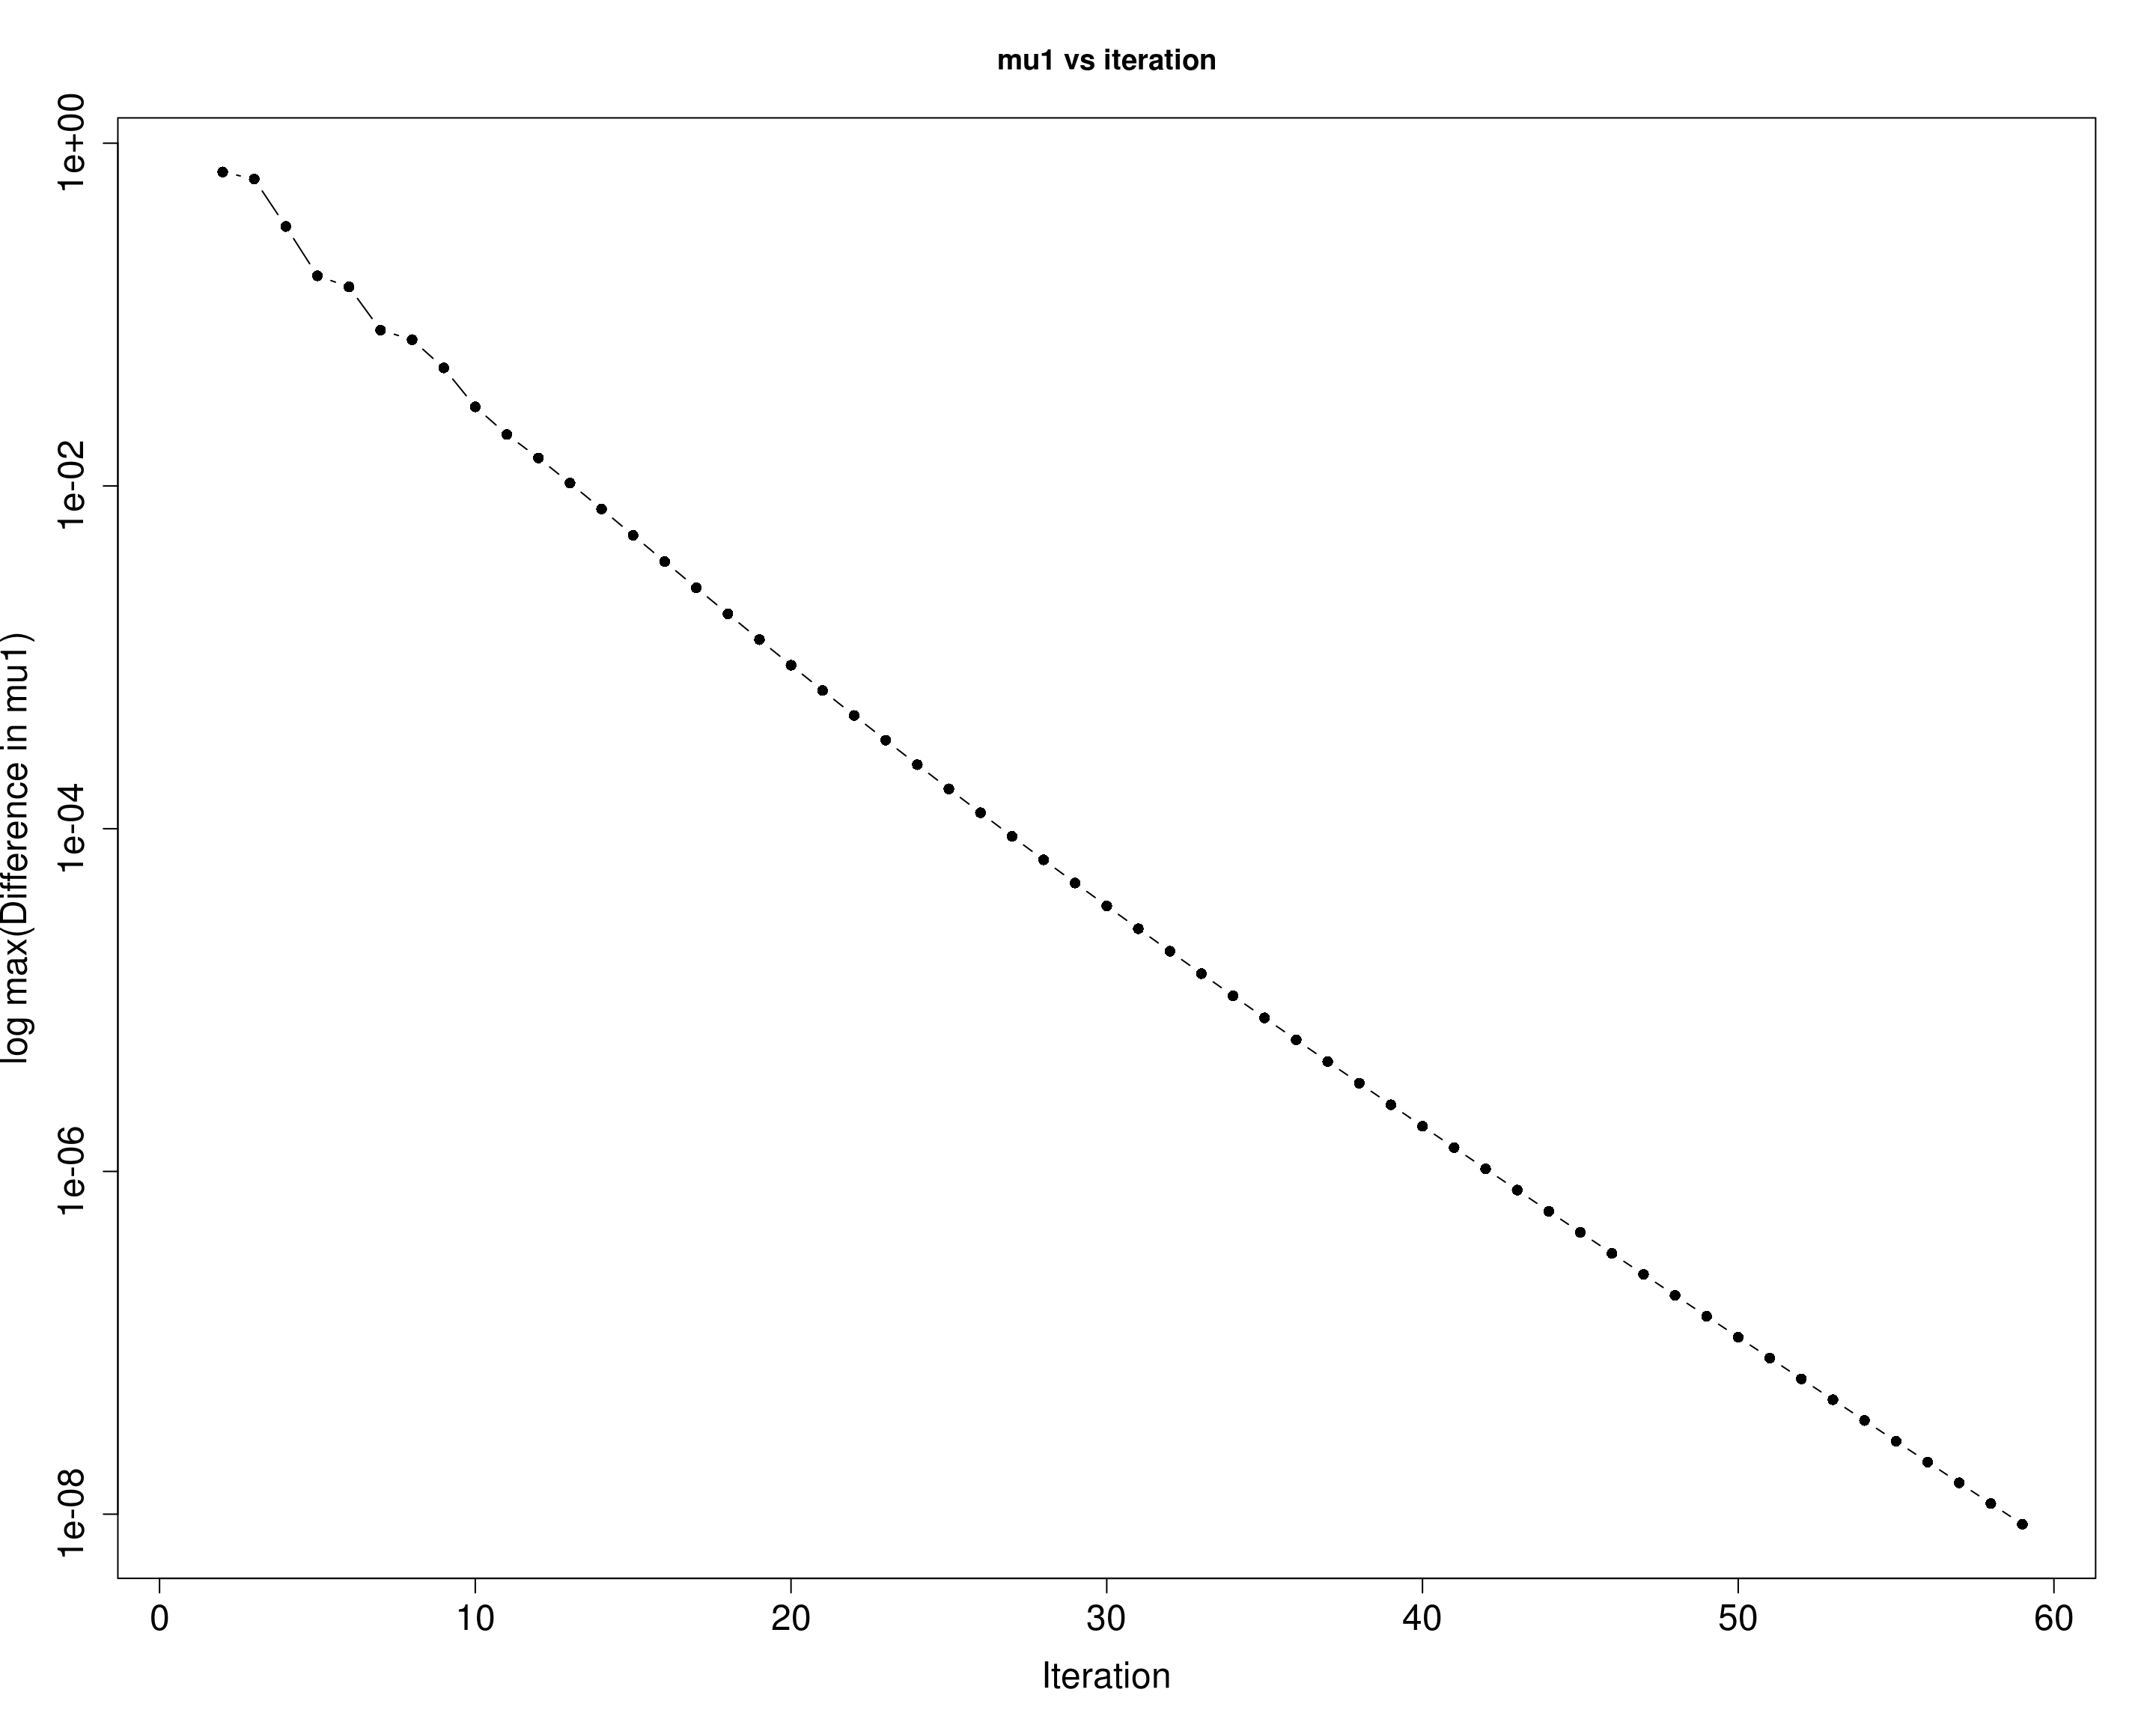 mu1 vs iteration
log max(Difference in mu1)
1e+00
1e-02
1e-04
1e-06
1e-08
0 10 20 30 40 50 60
Iteration